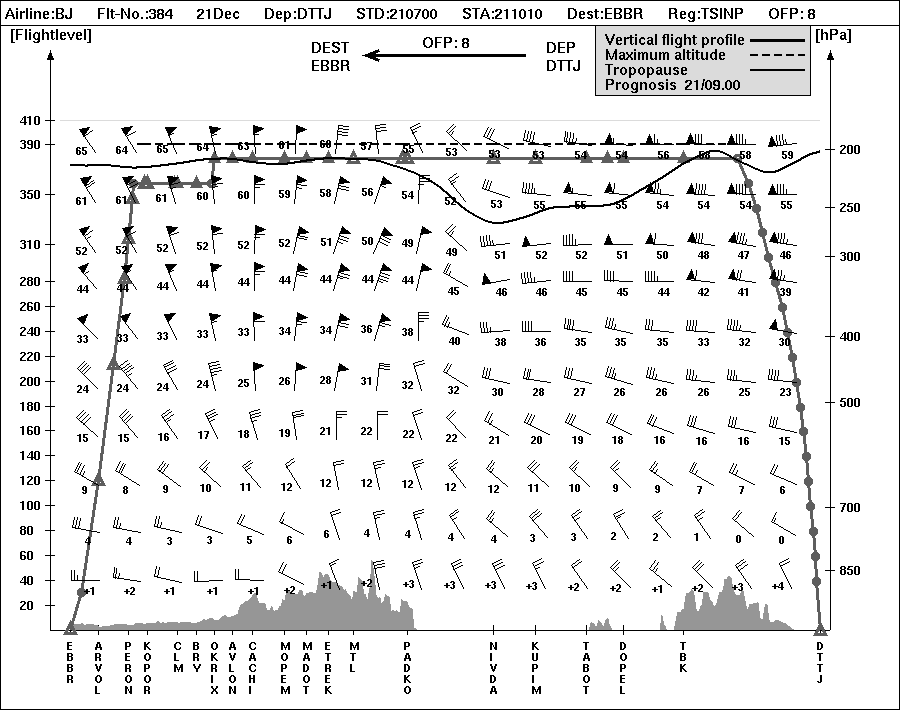 Airline:BJ Flt-No.:384 21Dec Dep:DTTJ STD:210700 STA:211010 Dest:EBBR Reg:TSINP OFP: 8
[Flightlevel] [hPa]
DEST OFP: 8 DEP
EBBR DTTJ
Vertical flight profile
Maximum altitude
Tropopause
Prognosis 21/09.00
410
390 65 64 65 64 63 61 60 57 55 53 53 53 54 54 56 58 58 59 200
350 61 61 61 60 60 59 58 56 54 52 53 55 55 55 54 54 54 55 250
310 52 52 52 52 52 52 51 50 49 49 51 52 52 51 50 48 47 46 300
280 44 44 44 44 44 44 44 44 44 45 46 46 45 45 44 42 41 39
260
240 33 33 33 33 33 34 34 36 38 40 38 36 35 35 35 33 32 30 400
220
200 24 24 24 24 25 26 28 31 32 32 30 28 27 26 26 26 25 23
180 500
160
140 15 15 16 17 18 19 21 22 22 22 21 20 19 18 16 16 16 15
120
100 9 8 9 10 11 12 12 12 12 12 12 11 10 9 9 7 7 6
80 700
60 4 4 3 3 5 6 6 4 4 4 4 3 3 2 2 1 0 0
40 850
20 +1 +2 +1 +1 +1 +2 +1 +2 +3 +3 +3 +3 +2 +2 +1 +2 +3 +4
EBBR ARVOL PERON KOPOR CLM BRY OKRIX AVLON CACHI MOPEM MADOT ETREK MTL PADKO NIVDA KUPIM TABOT DOPEL TBK DTTJ